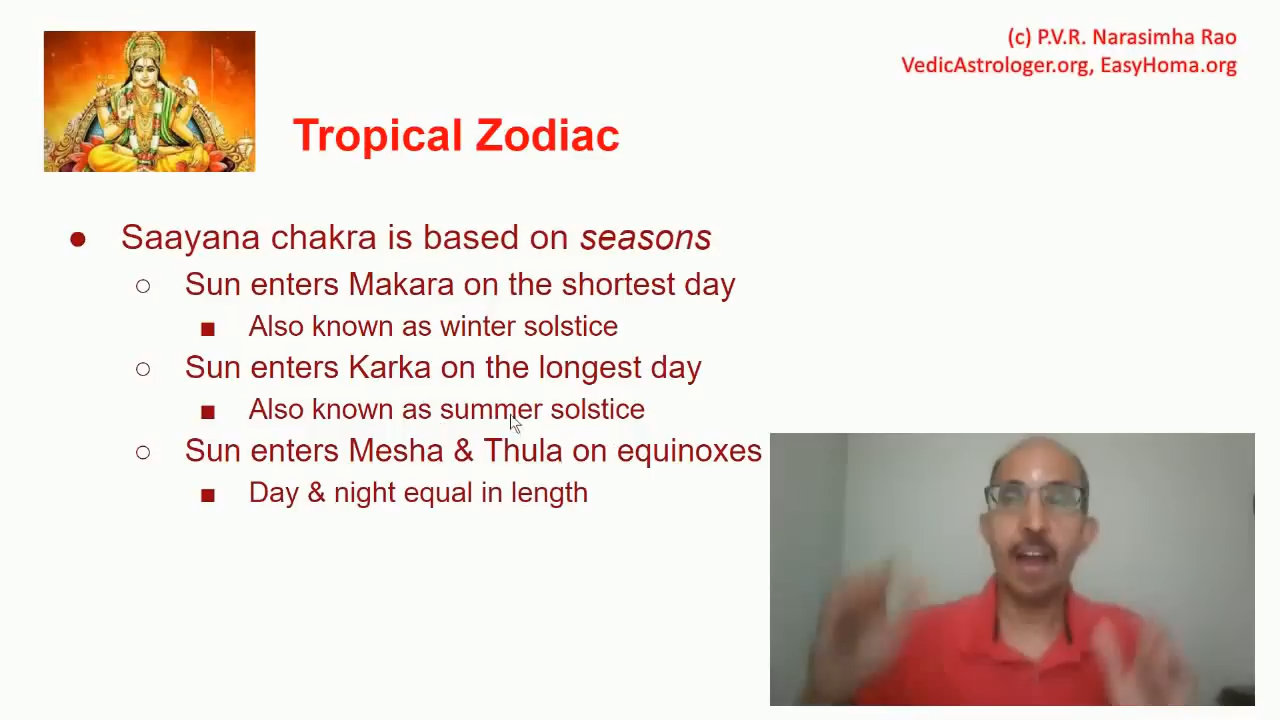 (c) P.V.R. Narasimha Rao
VedicAstrologer.org, EasyHoma.org
Tropical Zodiac
● Saayana chakra is based on seasons
○ Sun enters Makara on the shortest day
■ Also known as winter solstice
○ Sun enters Karka on the longest day
■ Also known as summer solstice
○ Sun enters Mesha & Thula on equinoxes
■ Day & night equal in length